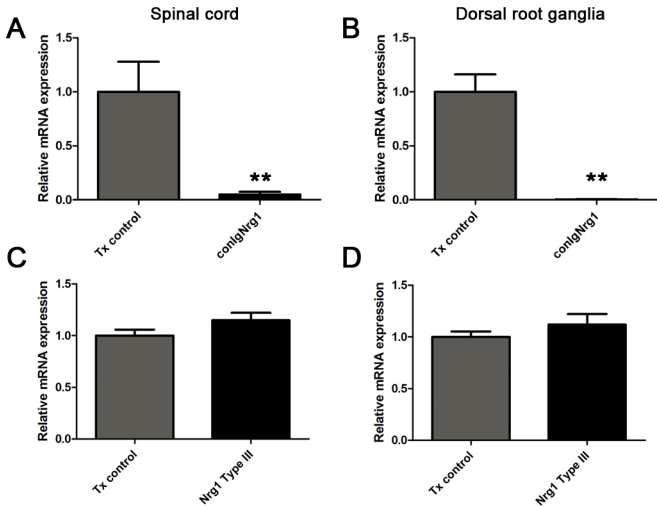 Spinal cord
Dorsal root ganglia
A
Relative mRNA expression
1.5
1.0
0.5
0.0
**
Tx control
conIgNrg1
B
Relative mRNA expression
1.5
1.0
0.5
0.0
**
Tx control
conIgNrg1
C
Relative mRNA expression
1.5
1.0
0.5
0.0
Tx control
Nrg1 Type III
D
Relative mRNA expression
1.5
1.0
0.5
0.0
Tx control
Nrg1 Type III